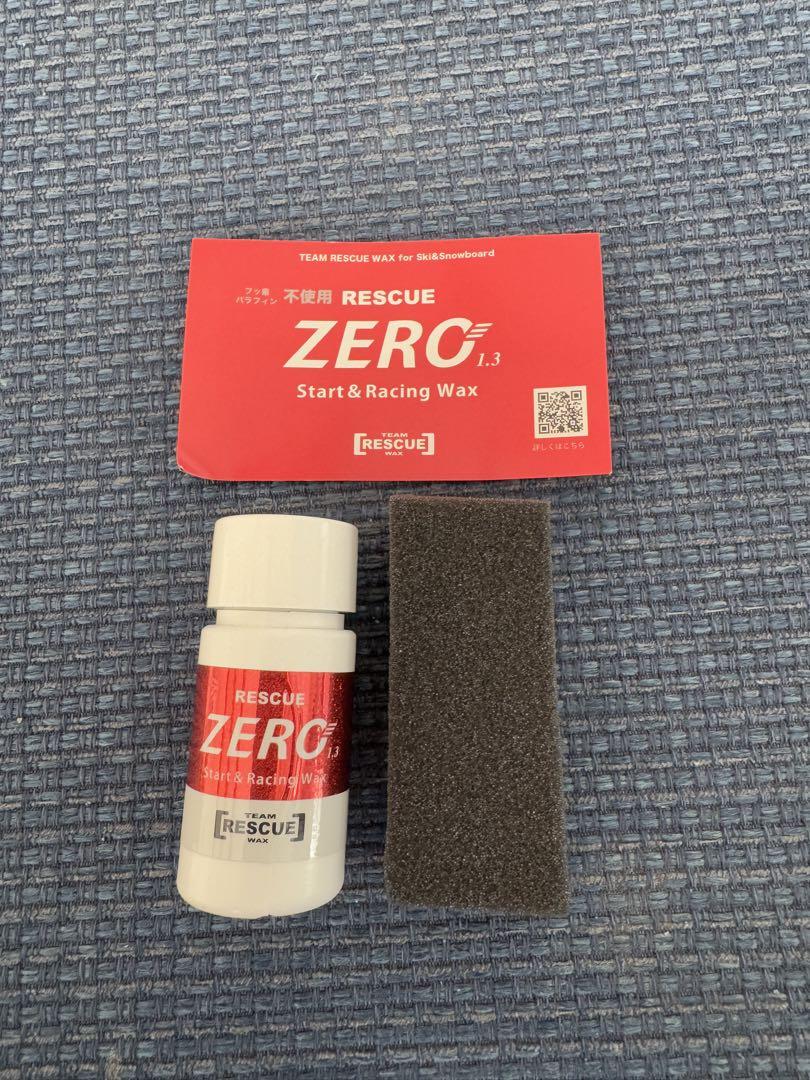 TEAM RESCUE WAX for Ski&Snowboard
フッ素
パラフィン 不使用 RESCUE
ZERO 1.3
Start & Racing Wax
TEAM
[RESCUE]
WAX
詳しくはこちら
RESCUE
ZERO 1.3
Start & Racing Wax
TEAM
[RESCUE]
WAX